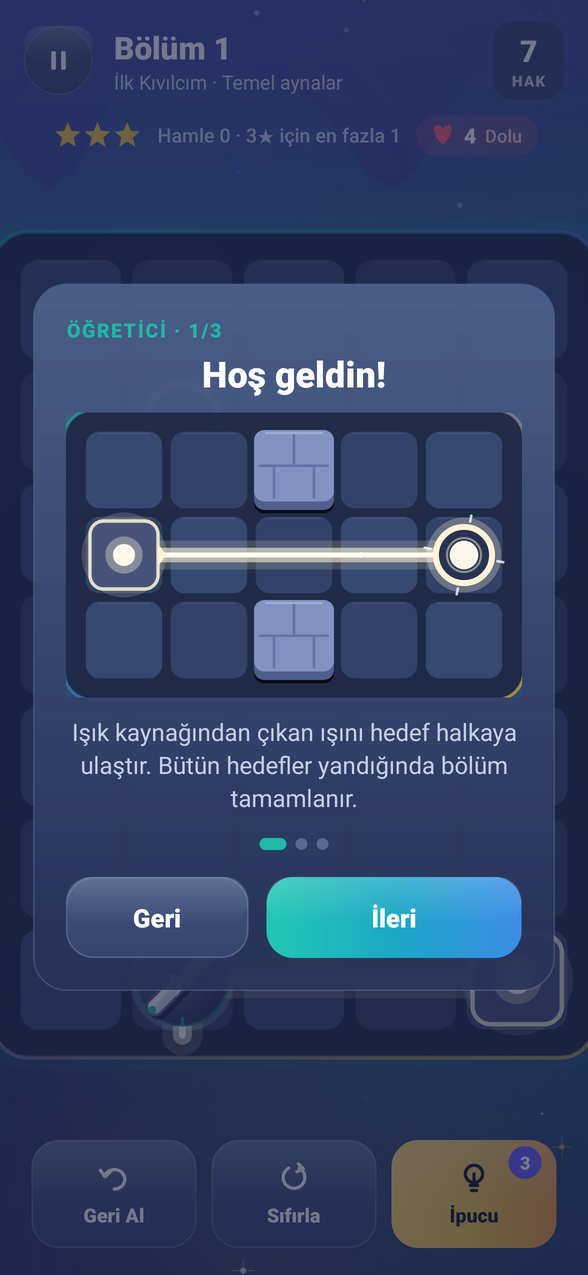 Bölüm 1
İlk Kıvılcım · Temel aynalar
7
HAK
Hamle 0 · 3★ için en fazla 1
4 Dolu
ÖĞRETİCİ · 1/3
Hoş geldin!
Işık kaynağından çıkan ışını hedef halkaya
ulaştır. Bütün hedefler yandığında bölüm
tamamlanır.
Geri
İleri
Geri Al
Sıfırla
3
İpucu